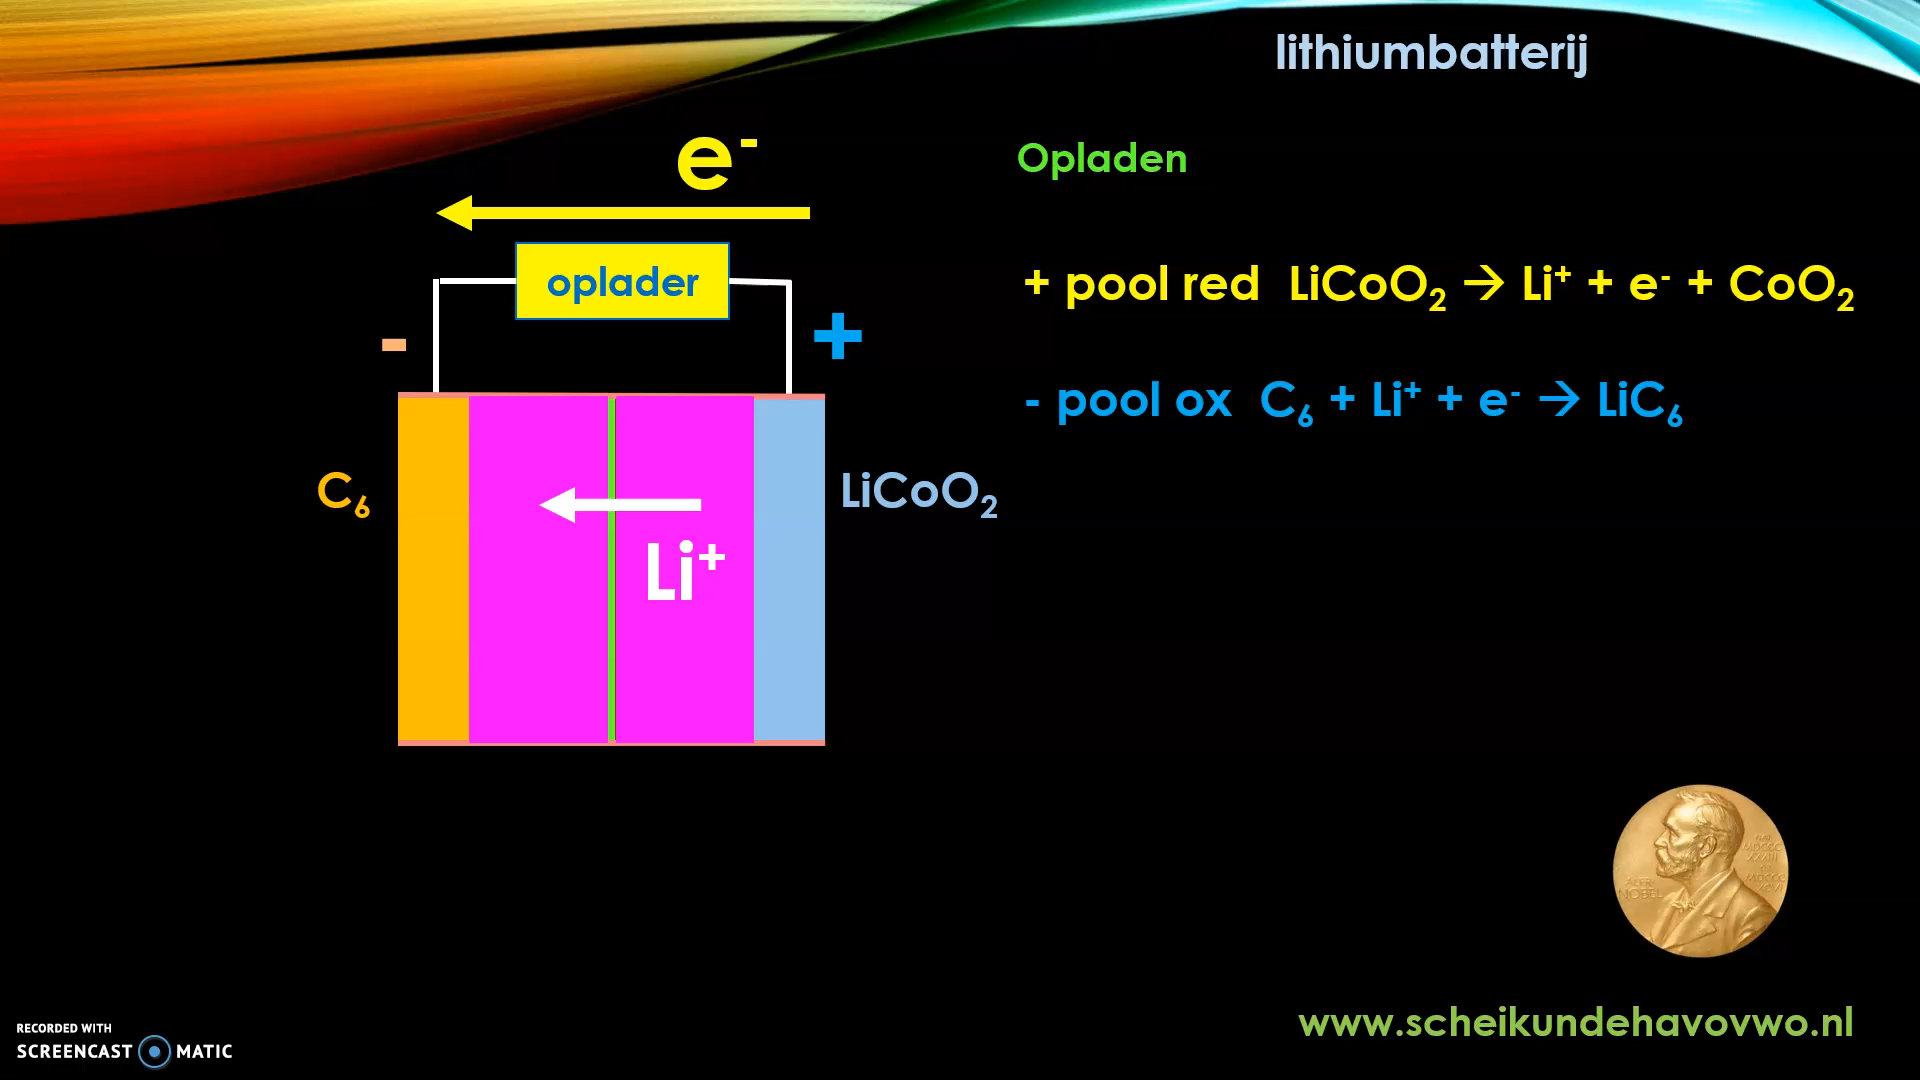 lithiumbatterij
e⁻
Opladen
oplader
+ pool red LiCoO₂ → Li⁺ + e⁻ + CoO₂
- +
- pool ox C₆ + Li⁺ + e⁻ → LiC₆
C₆
LiCoO₂
Li⁺
www.scheikundehavovwo.nl
RECORDED WITH
SCREENCAST MATIC